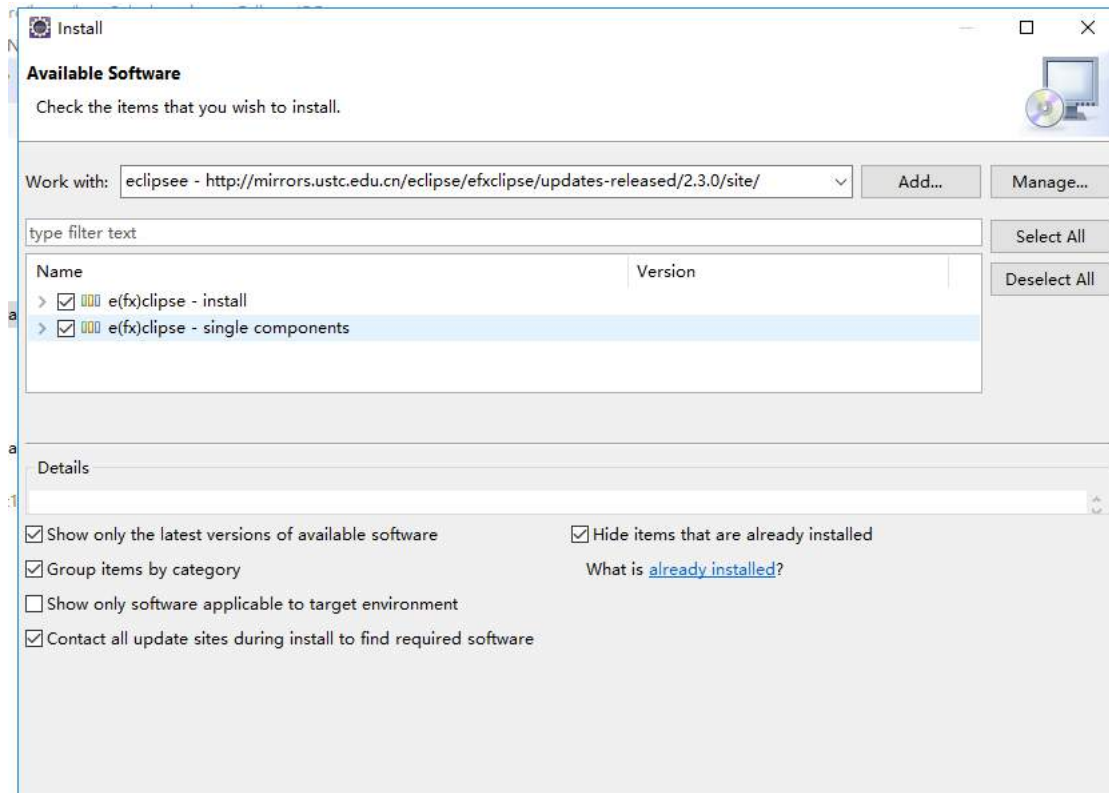 Install
Available Software
Check the items that you wish to install.
Work with: eclipsee - http://mirrors.ustc.edu.cn/eclipse/efxclipse/updates-released/2.3.0/site/ Add... Manage...
type filter text Select All
Name Version Deselect All
e(fx)clipse - install
e(fx)clipse - single components
Details
Show only the latest versions of available software Hide items that are already installed
Group items by category What is already installed?
Show only software applicable to target environment
Contact all update sites during install to find required software